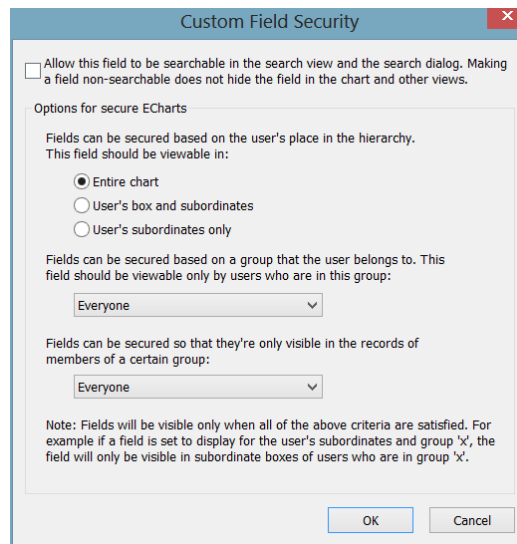 Custom Field Security
Allow this field to be searchable in the search view and the search dialog. Making
a field non-searchable does not hide the field in the chart and other views.
Options for secure ECharts
Fields can be secured based on the user's place in the hierarchy.
This field should be viewable in:
Entire chart
User's box and subordinates
User's subordinates only
Fields can be secured based on a group that the user belongs to. This
field should be viewable only by users who are in this group:
Everyone
Fields can be secured so that they're only visible in the records of
members of a certain group:
Everyone
Note: Fields will be visible only when all of the above criteria are satisfied. For
example if a field is set to display for the user's subordinates and group 'x', the
field will only be visible in subordinate boxes of users who are in group 'x'.
OK
Cancel